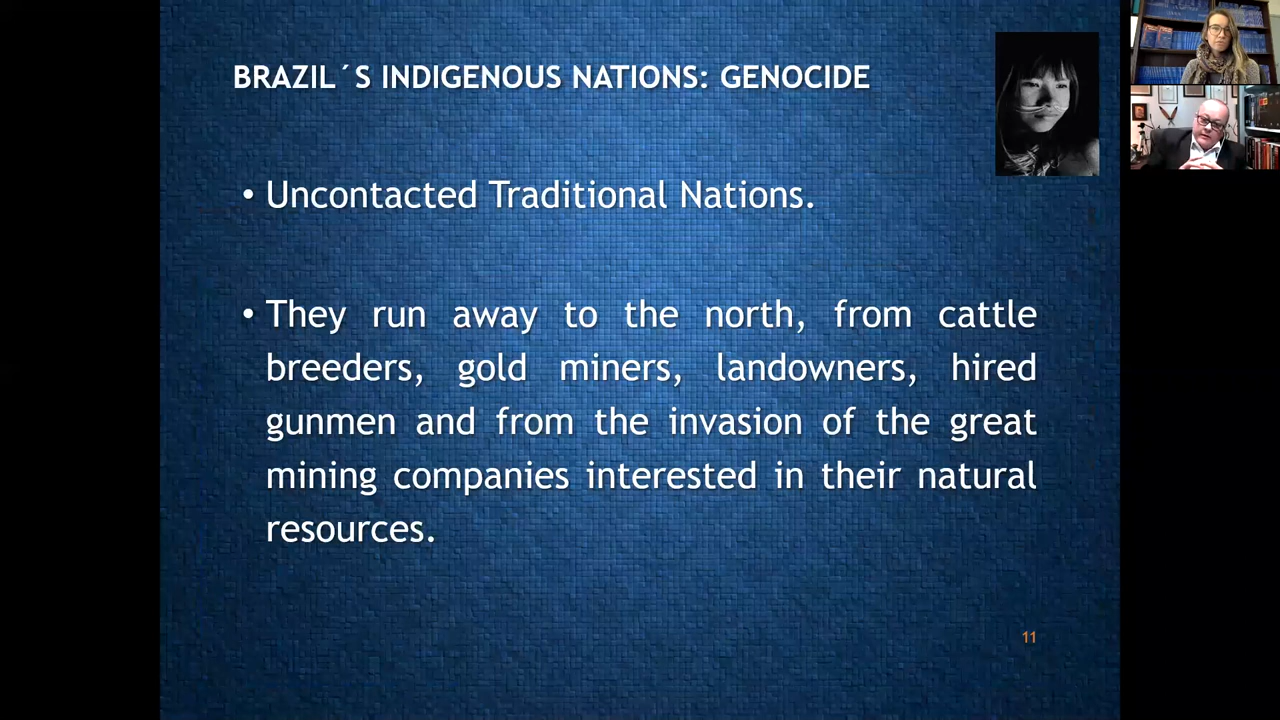 BRAZIL´S INDIGENOUS NATIONS: GENOCIDE
• Uncontacted Traditional Nations.
• They run away to the north, from cattle
breeders, gold miners, landowners, hired
gunmen and from the invasion of the great
mining companies interested in their natural
resources.
11